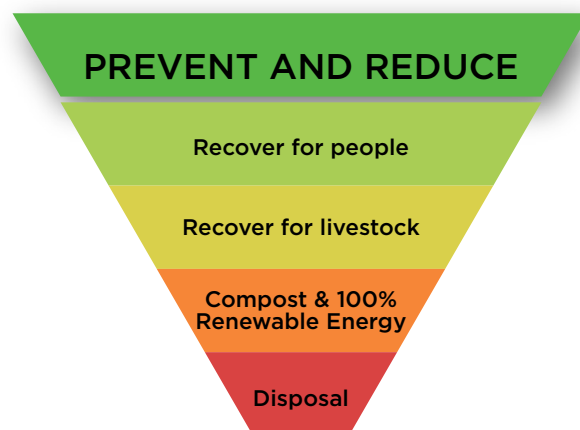 PREVENT AND REDUCE
Recover for people
Recover for livestock
Compost & 100%
Renewable Energy
Disposal